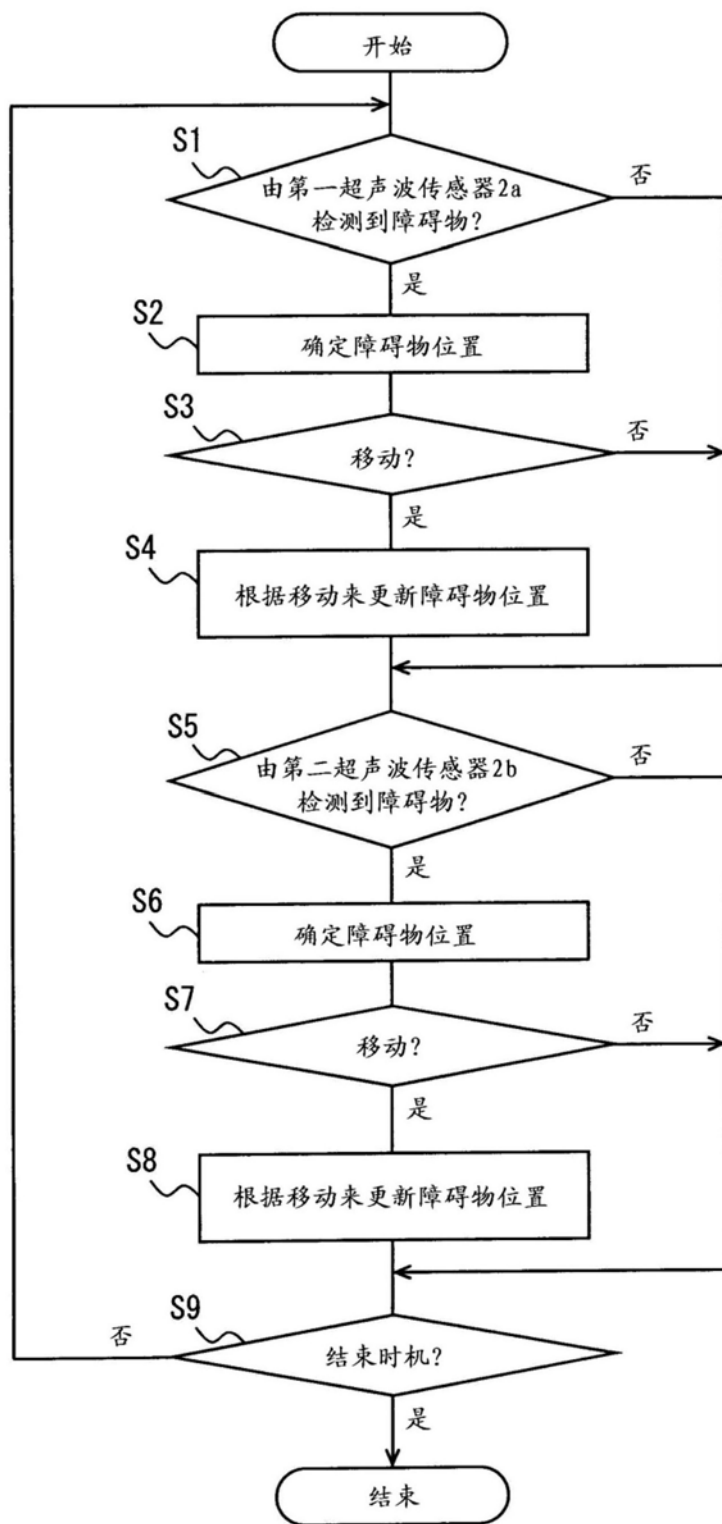 开始
S1
由第一超声波传感器2a
检测到障碍物?
否
是
S2
确定障碍物位置
S3
移动?
否
是
S4
根据移动来更新障碍物位置
S5
由第二超声波传感器2b
检测到障碍物?
否
是
S6
确定障碍物位置
S7
移动?
否
是
S8
根据移动来更新障碍物位置
S9
否
结束时机?
是
结束